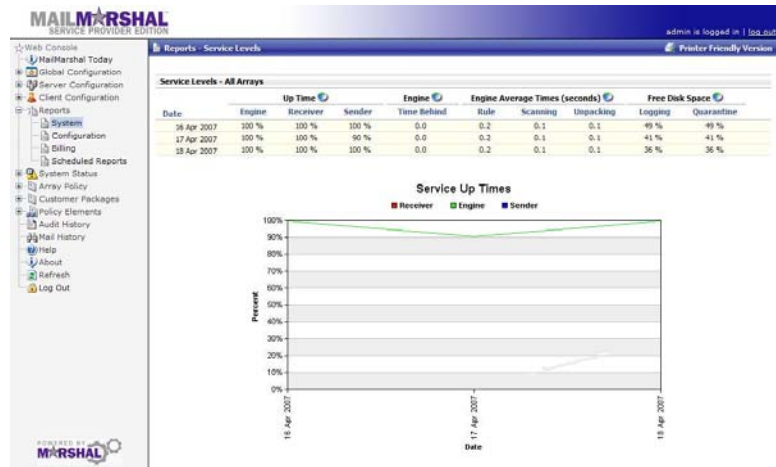 MAILMARSHAL
SERVICE PROVIDER EDITION
admin is logged in | log out
Web Console
MailMarshal Today
Global Configuration
Server Configuration
Client Configuration
Reports
System
Configuration
Billing
Scheduled Reports
System Status
Array Policy
Customer Packages
Policy Elements
Audit History
Mail History
Help
About
Refresh
Log Out
POWERED BY
MARSHAL
Reports - Service Levels
Printer Friendly Version
Service Levels - All Arrays
Up Time Engine Engine Average Times (seconds) Free Disk Space
Date Engine Receiver Sender Time Behind Rule Scanning Unpacking Logging Quarantine
16 Apr 2007 100 % 100 % 100 % 0.0 0.2 0.1 0.1 49 % 49 %
17 Apr 2007 100 % 100 % 90 % 0.0 0.2 0.1 0.1 41 % 41 %
18 Apr 2007 100 % 100 % 100 % 0.0 0.2 0.1 0.1 36 % 36 %
Service Up Times
Receiver Engine Sender
Percent
100%
90%
80%
70%
60%
50%
40%
30%
20%
10%
0%
16 Apr 2007
17 Apr 2007
18 Apr 2007
Date